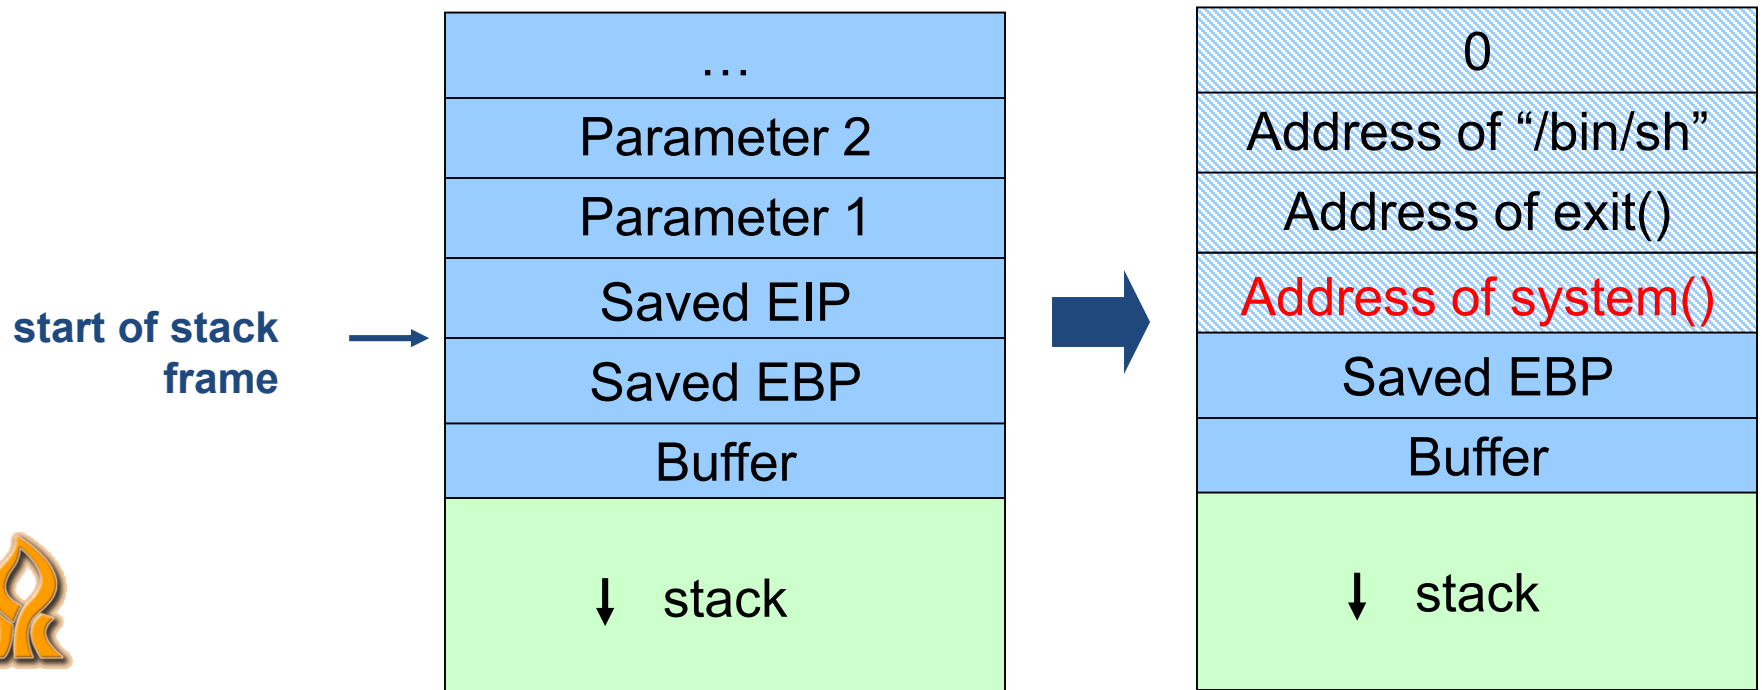 start of stack
frame
…
Parameter 2
Parameter 1
Saved EIP
Saved EBP
Buffer
stack
0
Address of “/bin/sh”
Address of exit()
Address of system()
Saved EBP
Buffer
stack